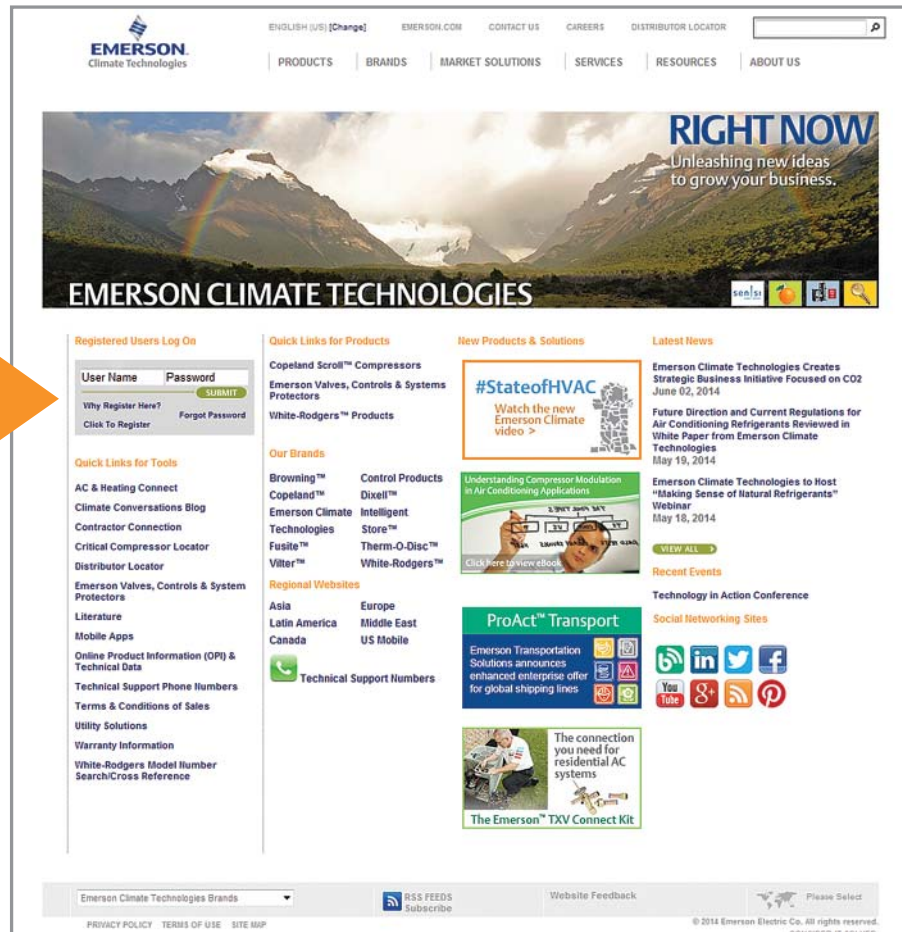 EMERSON.
Climate Technologies
ENGLISH (US) [Change]
EMERSON.COM
CONTACT US
CAREERS
DISTRIBUTOR LOCATOR
PRODUCTS
BRANDS
MARKET SOLUTIONS
SERVICES
RESOURCES
ABOUT US
RIGHT NOW
Unleashing new ideas
to grow your business.
EMERSON CLIMATE TECHNOLOGIES
sensi
Registered Users Log On
User Name
Password
SUBMIT
Why Register Here?
Forgot Password
Click To Register
Quick Links for Tools
AC & Heating Connect
Climate Conversations Blog
Contractor Connection
Critical Compressor Locator
Distributor Locator
Emerson Valves, Controls & System
Protectors
Literature
Mobile Apps
Online Product Information (OPI) &
Technical Data
Technical Support Phone Numbers
Terms & Conditions of Sales
Utility Solutions
Warranty Information
White-Rodgers Model Number
Search/Cross Reference
Quick Links for Products
Copeland Scroll™ Compressors
Emerson Valves, Controls & Systems
Protectors
White-Rodgers™ Products
Our Brands
Browning™
Copeland™
Emerson Climate
Technologies
Fusite™
Vilter™
Control Products
Dixell™
Intelligent
Store™
Therm-O-Disc™
White-Rodgers™
Regional Websites
Asia
Latin America
Canada
Europe
Middle East
US Mobile
Technical Support Numbers
New Products & Solutions
#StateofHVAC
Watch the new
Emerson Climate
video >
Understanding Compressor Modulation
in Air Conditioning Applications
Click here to view eBook
ProAct™ Transport
Emerson Transportation
Solutions announces
enhanced enterprise offer
for global shipping lines
The connection
you need for
residential AC
systems
The Emerson™ TXV Connect Kit
Latest News
Emerson Climate Technologies Creates
Strategic Business Initiative Focused on CO2
June 02, 2014
Future Direction and Current Regulations for
Air Conditioning Refrigerants Reviewed in
White Paper from Emerson Climate
Technologies
May 19, 2014
Emerson Climate Technologies to Host
“Making Sense of Natural Refrigerants”
Webinar
May 18, 2014
VIEW ALL
Recent Events
Technology in Action Conference
Social Networking Sites
in
f
You
Tube
g+
Emerson Climate Technologies Brands
RSS FEEDS
Subscribe
Website Feedback
Please Select
PRIVACY POLICY
TERMS OF USE
SITE MAP
© 2014 Emerson Electric Co. All rights reserved.